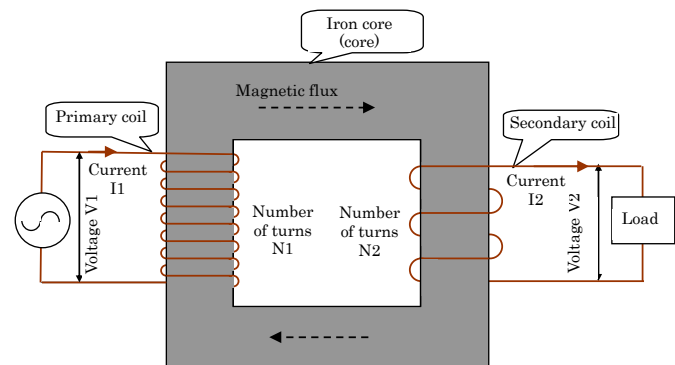 Iron core
(core)
Magnetic flux
Primary coil
Secondary coil
Current
I1
Current
I2
Voltage V1
Number
of turns
N1
Number
of turns
N2
Voltage V2
Load